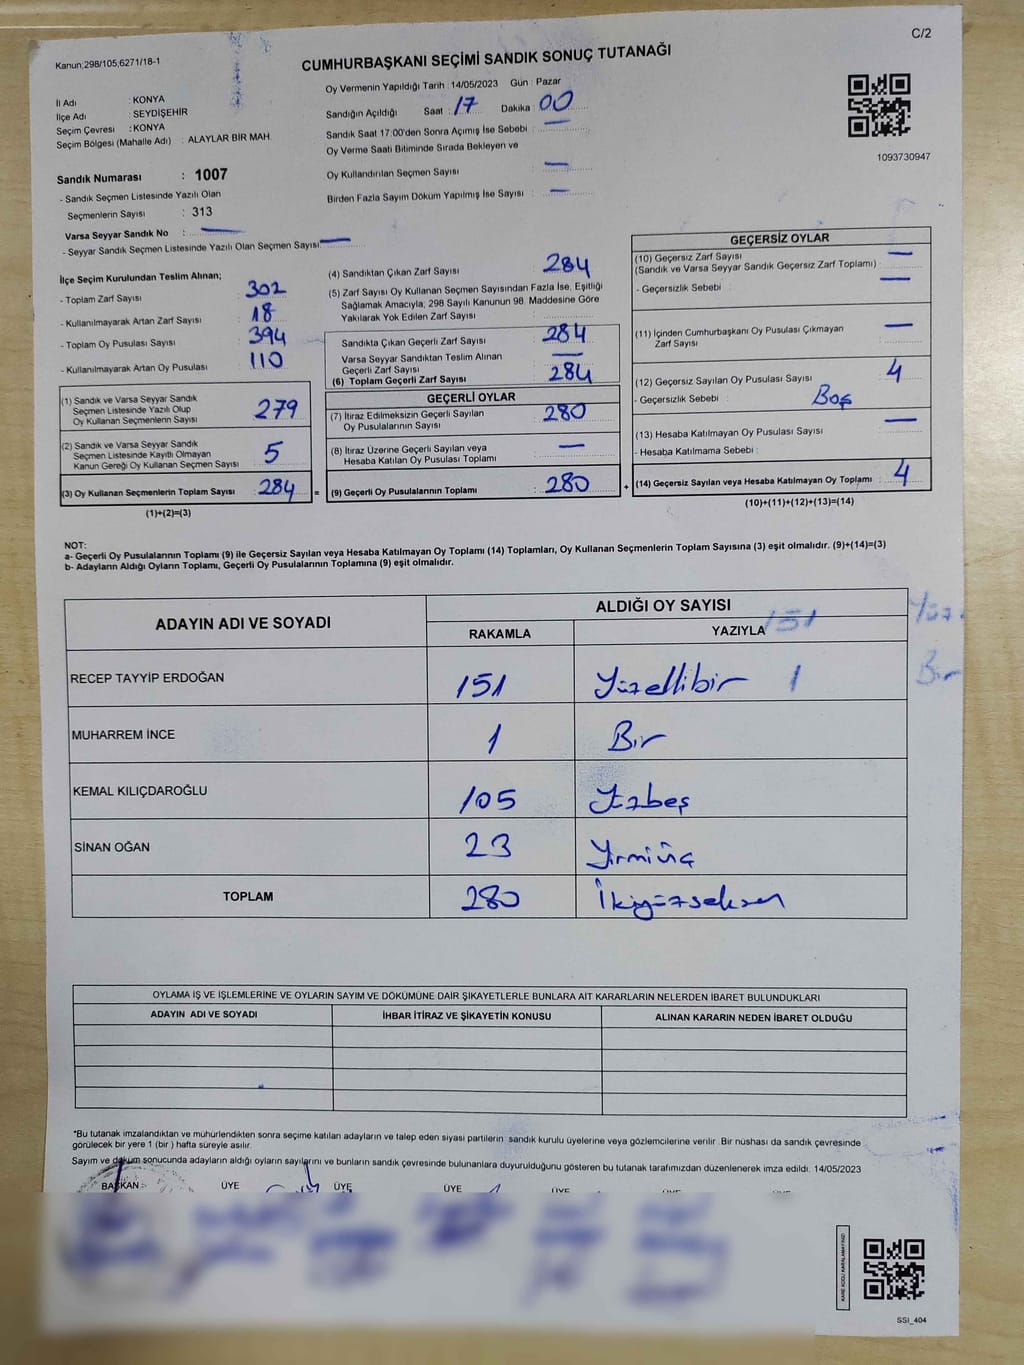 C/2
Kanun;298/105,6271/18-1
CUMHURBAŞKANI SEÇİMİ SANDIK SONUÇ TUTANAĞI
İl Adı : KONYA
İlçe Adı : SEYDİŞEHİR
Seçim Çevresi : KONYA
Seçim Bölgesi (Mahalle Adı) : ALAYLAR BİR MAH.
Oy Vermenin Yapıldığı Tarih : 14/05/2023 Gün : Pazar
Sandığın Açıldığı Saat : 17 Dakika : 00
Sandık Saat 17:00'den Sonra Açımış İse Sebebi : —
Oy Verme Saati Bitiminde Sırada Bekleyen ve
Oy Kullandırılan Seçmen Sayısı —
Birden Fazla Sayım Döküm Yapılmış İse Sayısı : —
1093730947
Sandık Numarası : 1007
- Sandık Seçmen Listesinde Yazılı Olan
Seçmenlerin Sayısı : 313
Varsa Seyyar Sandık No : —
- Seyyar Sandık Seçmen Listesinde Yazılı Olan Seçmen Sayısı: —
İlçe Seçim Kurulundan Teslim Alınan;
- Toplam Zarf Sayısı 302
- Kullanılmayarak Artan Zarf Sayısı : 18
- Toplam Oy Pusulası Sayısı 394
- Kullanılmayarak Artan Oy Pusulası : 110
(1) Sandık ve Varsa Seyyar Sandık
Seçmen Listesinde Yazılı Olup
Oy Kullanan Seçmenlerin Sayısı : 279
(2) Sandık ve Varsa Seyyar Sandık
Seçmen Listesinde Kayıtlı Olmayan
Kanun Gereği Oy Kullanan Seçmen Sayısı 5
(3) Oy Kullanan Seçmenlerin Toplam Sayısı : 284 =
(1)+(2)=(3)
(4) Sandıktan Çıkan Zarf Sayısı : 284
(5) Zarf Sayısı Oy Kullanan Seçmen Sayısından Fazla İse, Eşitliği
Sağlamak Amacıyla, 298 Sayılı Kanunun 98. Maddesine Göre
Yakılarak Yok Edilen Zarf Sayısı :
Sandıkta Çıkan Geçerli Zarf Sayısı : 284
Varsa Seyyar Sandıktan Teslim Alınan
Geçerli Zarf Sayısı : —
(6) Toplam Geçerli Zarf Sayısı : 284
GEÇERLİ OYLAR
(7) İtiraz Edilmeksizin Geçerli Sayılan
Oy Pusulalarının Sayısı : 280
(8) İtiraz Üzerine Geçerli Sayılan veya
Hesaba Katılan Oy Pusulası Toplamı : —
(9) Geçerli Oy Pusulalarının Toplamı : 280 +
GEÇERSİZ OYLAR
(10) Geçersiz Zarf Sayısı
(Sandık ve Varsa Seyyar Sandık Geçersiz Zarf Toplamı) : —
- Geçersizlik Sebebi : —
(11) İçinden Cumhurbaşkanı Oy Pusulası Çıkmayan
Zarf Sayısı : —
(12) Geçersiz Sayılan Oy Pusulası Sayısı : 4
- Geçersizlik Sebebi : Boş
(13) Hesaba Katılmayan Oy Pusulası Sayısı : —
- Hesaba Katılmama Sebebi :
(14) Geçersiz Sayılan veya Hesaba Katılmayan Oy Toplamı : 4
(10)+(11)+(12)+(13)=(14)
NOT:
a- Geçerli Oy Pusulalarının Toplamı (9) ile Geçersiz Sayılan veya Hesaba Katılmayan Oy Toplamı (14) Toplamları, Oy Kullanan Seçmenlerin Toplam Sayısına (3) eşit olmalıdır. (9)+(14)=(3)
b- Adayların Aldığı Oyların Toplamı, Geçerli Oy Pusulalarının Toplamına (9) eşit olmalıdır.
ADAYIN ADI VE SOYADI
ALDIĞI OY SAYISI
RAKAMLA YAZIYLA 151 Yüz
RECEP TAYYİP ERDOĞAN 151 Yüzellibir 1 Bir
MUHARREM İNCE 1 Bir
KEMAL KILIÇDAROĞLU 105 Yüzbeş
SİNAN OĞAN 23 Yirmiüç
TOPLAM 280 İkiyüzseksen
OYLAMA İŞ VE İŞLEMLERİNE VE OYLARIN SAYIM VE DÖKÜMÜNE DAİR ŞİKAYETLERLE BUNLARA AİT KARARLARIN NELERDEN İBARET BULUNDUKLARI
ADAYIN ADI VE SOYADI İHBAR İTİRAZ VE ŞİKAYETİN KONUSU ALINAN KARARIN NEDEN İBARET OLDUĞU
*Bu tutanak imzalandıktan ve mühürlendikten sonra seçime katılan adayların ve talep eden siyasi partilerin sandık kurulu üyelerine veya gözlemcilerine verilir. Bir nüshası da sandık çevresinde
görülecek bir yere 1 (bir ) hafta süreyle asılır.
Sayım ve döküm sonucunda adayların aldığı oyların sayılarını ve bunların sandık çevresinde bulunanlara duyurulduğunu gösteren bu tutanak tarafımızdan düzenlenerek imza edildi. 14/05/2023
BAŞKAN ÜYE ÜYE ÜYE ÜYE ÜYE
SSİ_404